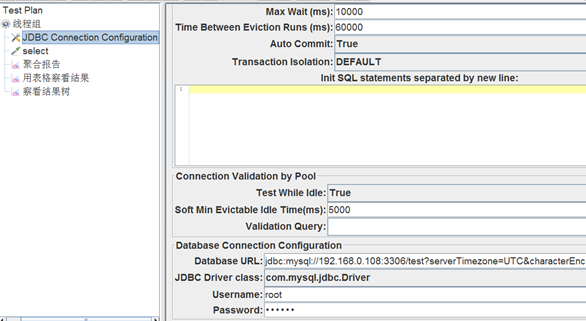 Test Plan
线程组
JDBC Connection Configuration
select
聚合报告
用表格察看结果
察看结果树
Max Wait (ms): 10000
Time Between Eviction Runs (ms): 60000
Auto Commit: True
Transaction Isolation: DEFAULT
Init SQL statements separated by new line:
1
Connection Validation by Pool
Test While Idle: True
Soft Min Evictable Idle Time(ms): 5000
Validation Query:
Database Connection Configuration
Database URL: jdbc:mysql://192.168.0.108:3306/test?serverTimezone=UTC&characterEnc
JDBC Driver class: com.mysql.jdbc.Driver
Username: root
Password: ••••••